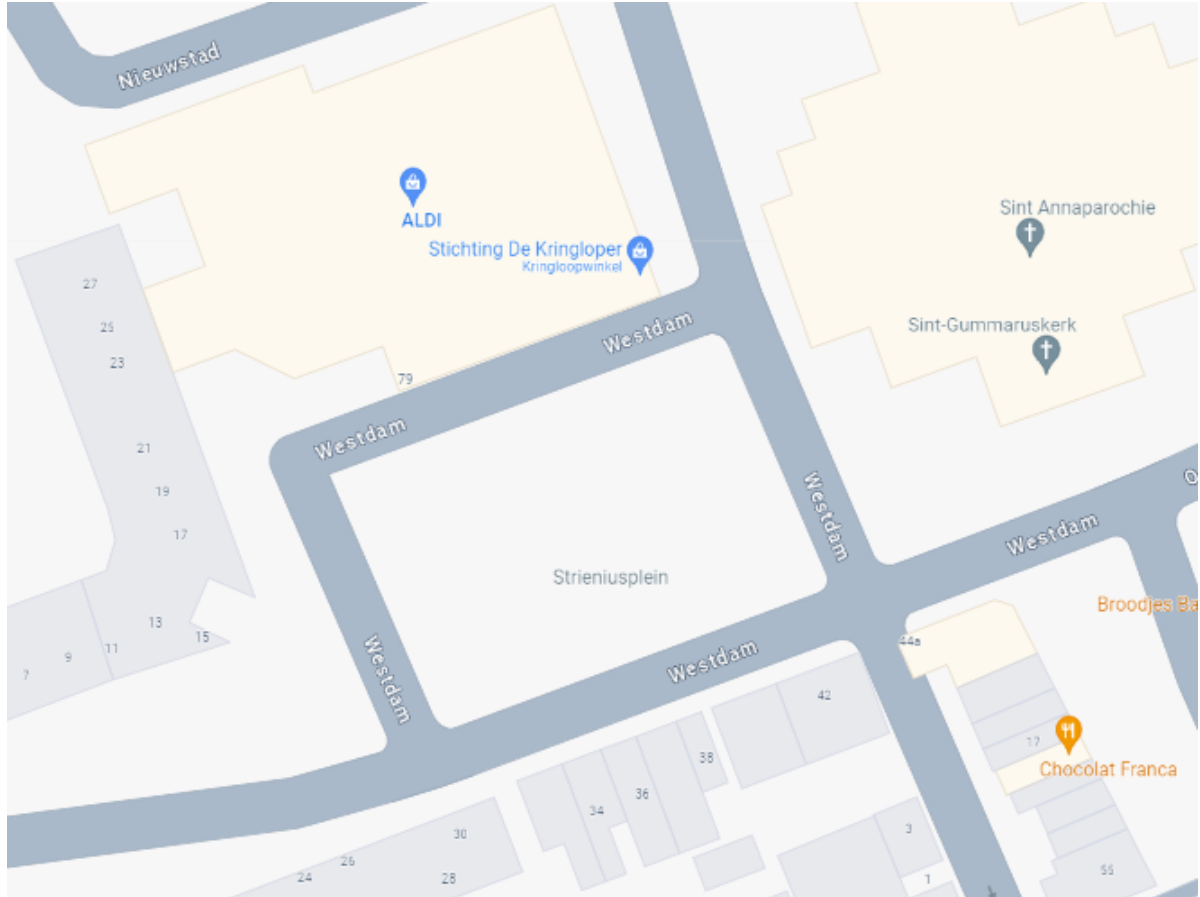 Nieuwstad
ALDI
Sint Annaparochie
Stichting De Kringloper
Kringloopwinkel
27
Westdam
25
Sint-Gummaruskerk
23
79
Westdam
21
19
Westdam
17
Westdam
Strieniusplein
Broodjes
13
15
44a
11
9
Westdam
7
Westdam
42
17
38
Chocolat Franca
36
34
30
3
26
24
28
55
1